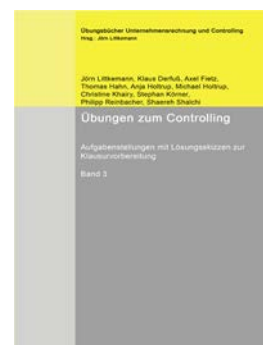 Übungsbücher Unternehmensrechnung und Controlling
Hrsg.: Jörn Littkemann
Jörn Littkemann, Klaus Derfuß, Axel Fietz,
Thomas Hahn, Anja Holtrup, Michael Holtrup,
Christine Khairy, Stephan Körner,
Philipp Reinbacher, Shaereh Shalchi
Übungen zum Controlling
Aufgabenstellungen mit Lösungsskizzen zur
Klausurvorbereitung
Band 3